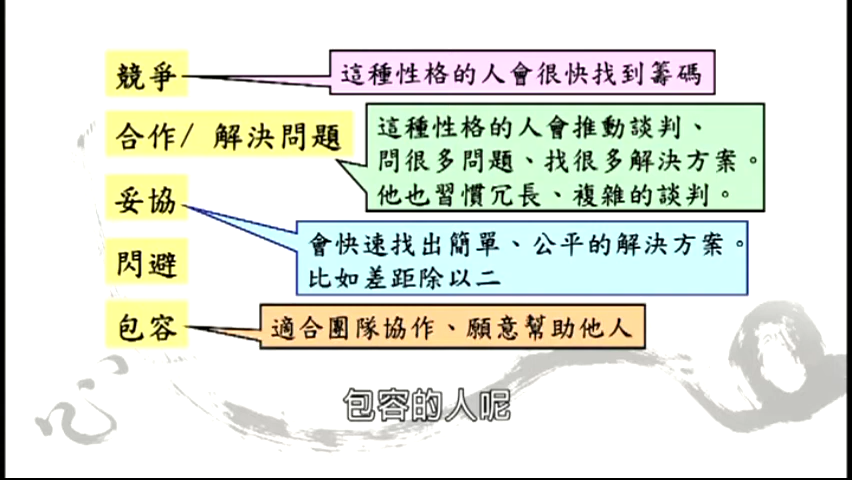 競爭
這種性格的人會很快找到籌碼
合作/ 解決問題
這種性格的人會推動談判、
問很多問題、找很多解決方案。
他也習慣冗長、複雜的談判。
妥協
會快速找出簡單、公平的解決方案。
比如差距除以二
閃避
包容
適合團隊協作、願意幫助他人
心
包容的人呢